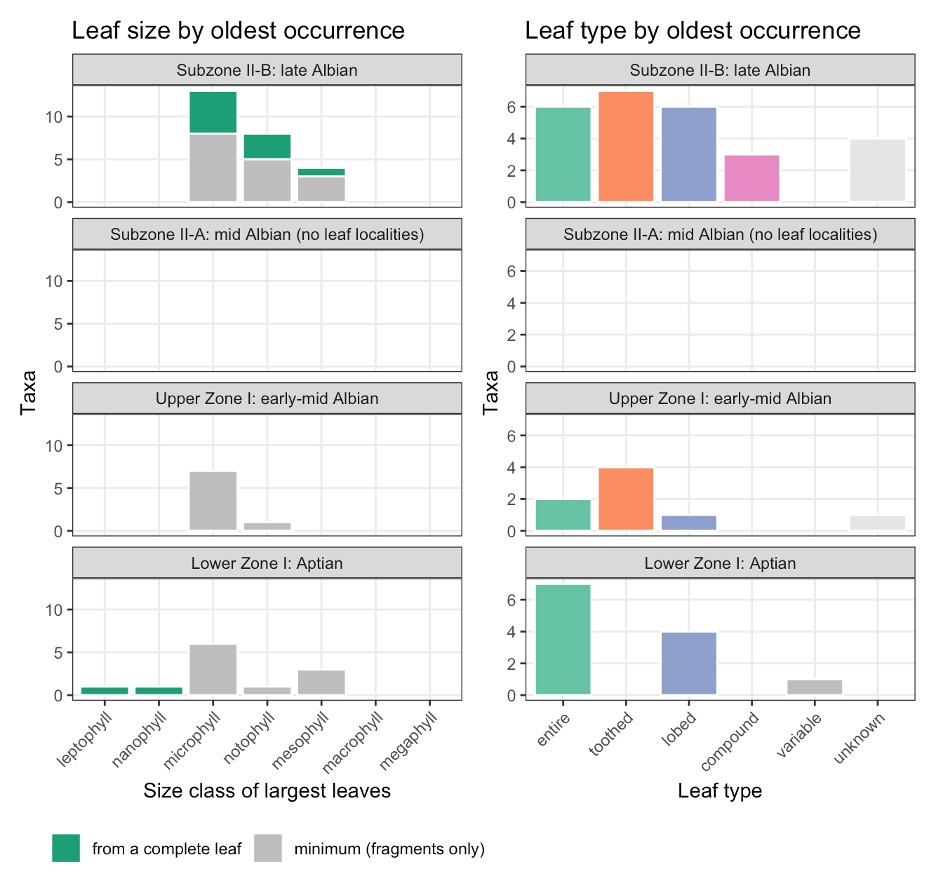 Leaf size by oldest occurrence
Subzone II-B: late Albian
10
5
0
Subzone II-A: mid Albian (no leaf localities)
10
5
0
Upper Zone I: early-mid Albian
10
5
0
Lower Zone I: Aptian
10
5
0
Taxa
leptophyll
nanophyll
microphyll
notophyll
mesophyll
macrophyll
megaphyll
Size class of largest leaves
Leaf type by oldest occurrence
Subzone II-B: late Albian
6
4
2
0
Subzone II-A: mid Albian (no leaf localities)
6
4
2
0
Upper Zone I: early-mid Albian
6
4
2
0
Lower Zone I: Aptian
6
4
2
0
Taxa
entire
toothed
lobed
compound
variable
unknown
Leaf type
from a complete leaf
minimum (fragments only)